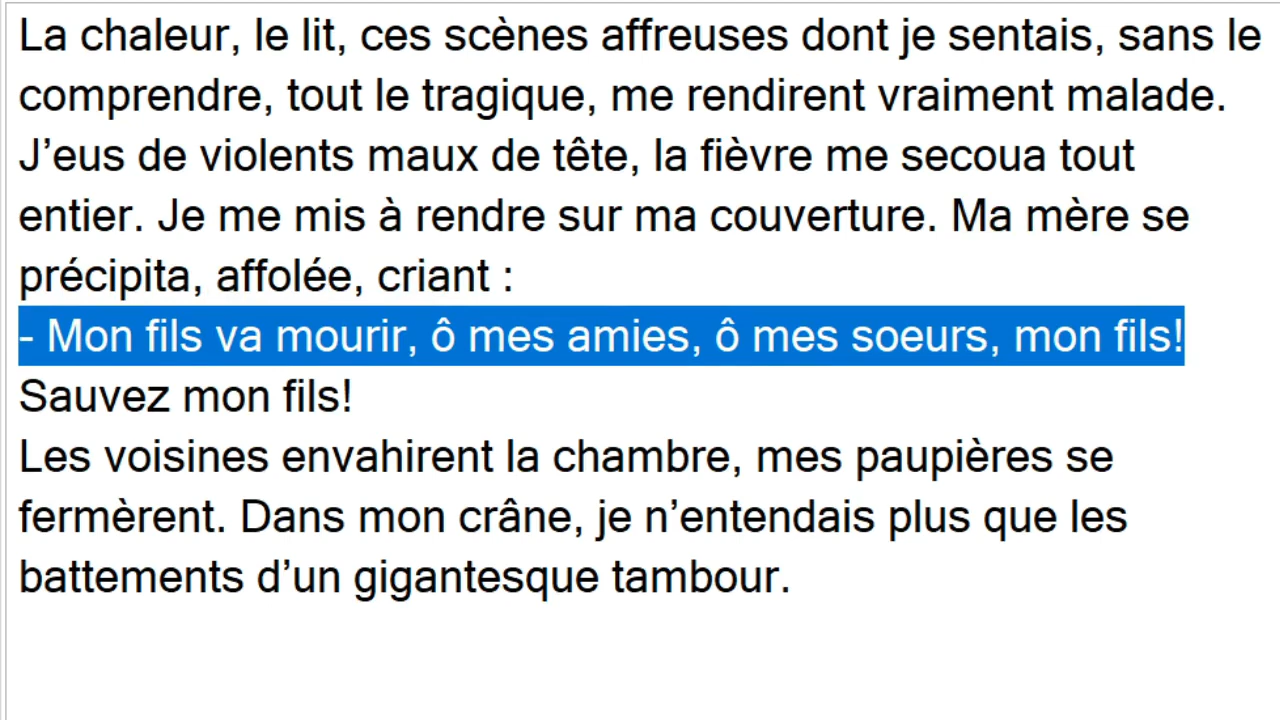 La chaleur, le lit, ces scènes affreuses dont je sentais, sans le
comprendre, tout le tragique, me rendirent vraiment malade.
J’eus de violents maux de tête, la fièvre me secoua tout
entier. Je me mis à rendre sur ma couverture. Ma mère se
précipita, affolée, criant :
- Mon fils va mourir, ô mes amies, ô mes soeurs, mon fils!
Sauvez mon fils!
Les voisines envahirent la chambre, mes paupières se
fermèrent. Dans mon crâne, je n’entendais plus que les
battements d’un gigantesque tambour.